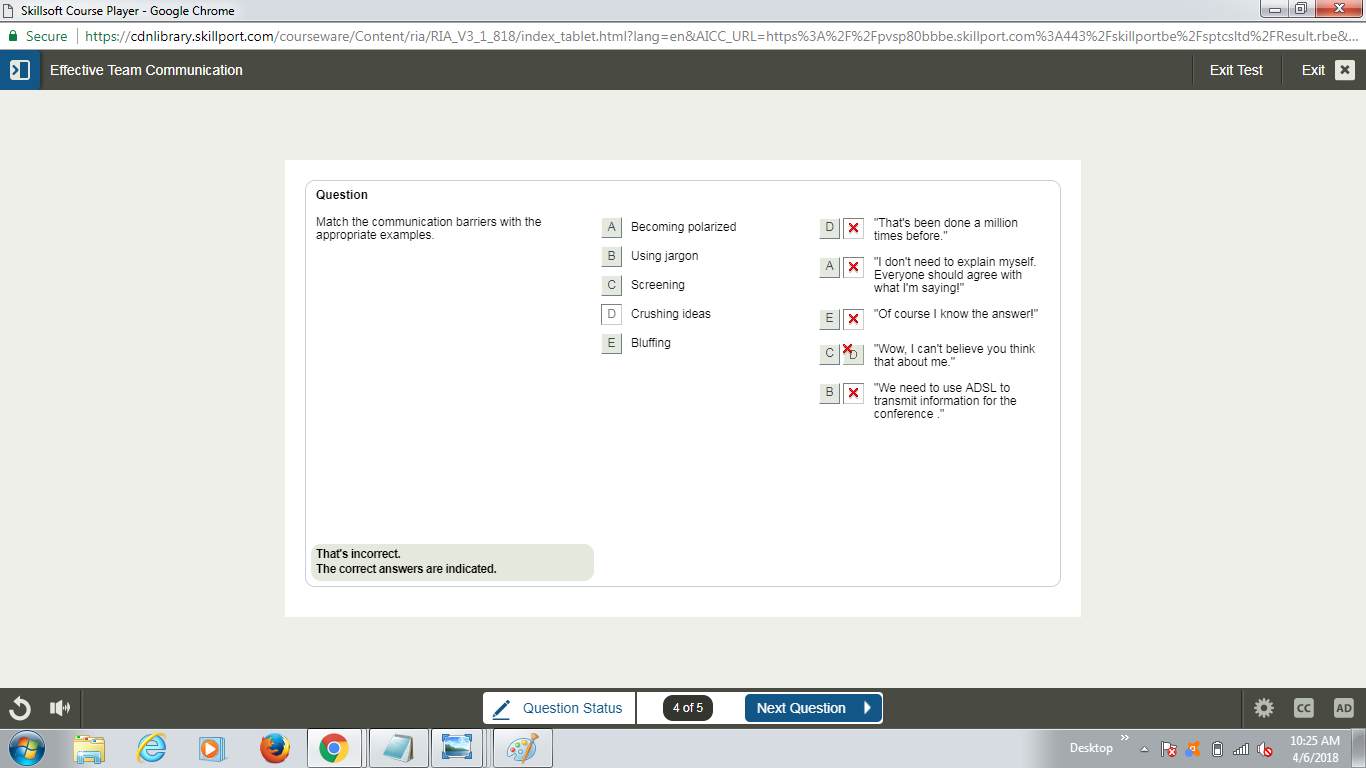 Skillsoft Course Player - Google Chrome
Secure
https://cdnlibrary.skillport.com/courseware/Content/ria/RIA_V3_1_818/index_tablet.html?lang=en&AICC_URL=https%3A%2F%2Fpvsp80bbbe.skillport.com%3A443%2Fskillportbe%2Fsptcsltd%2FResult.rbe&...
Effective Team Communication
Exit Test
Exit
Question
Match the communication barriers with the
appropriate examples.
A Becoming polarized
B Using jargon
C Screening
D Crushing ideas
E Bluffing
D "That's been done a million
times before."
A "I don't need to explain myself.
Everyone should agree with
what I'm saying!"
E "Of course I know the answer!"
C D "Wow, I can't believe you think
that about me."
B "We need to use ADSL to
transmit information for the
conference ."
That's incorrect.
The correct answers are indicated.
Question Status
4 of 5
Next Question
CC
AD
Desktop
10:25 AM
4/6/2018